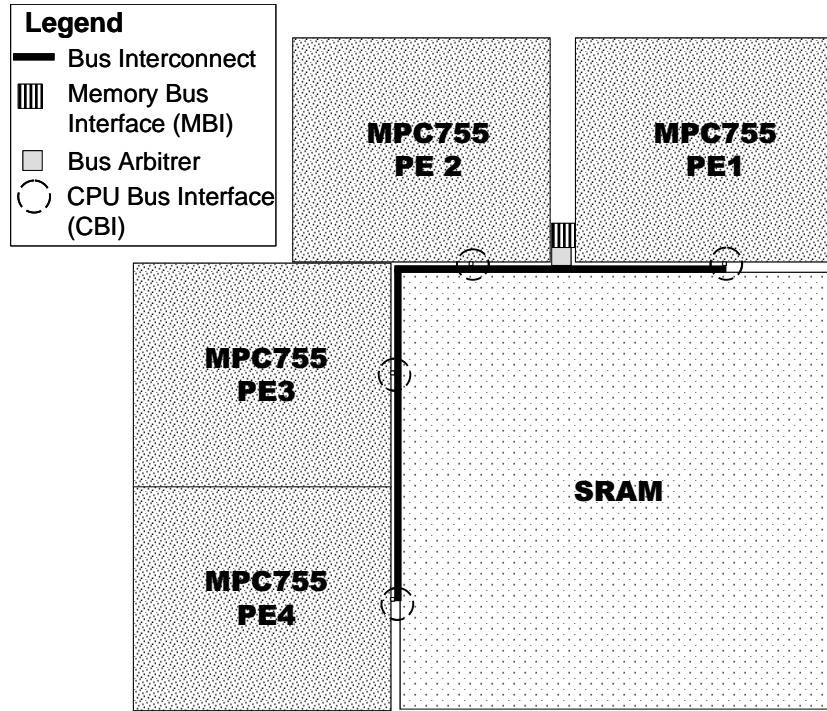 Legend
Bus Interconnect
Memory Bus
Interface (MBI)
Bus Arbitrer
CPU Bus Interface
(CBI)
MPC755
PE 2
MPC755
PE1
MPC755
PE3
SRAM
MPC755
PE4